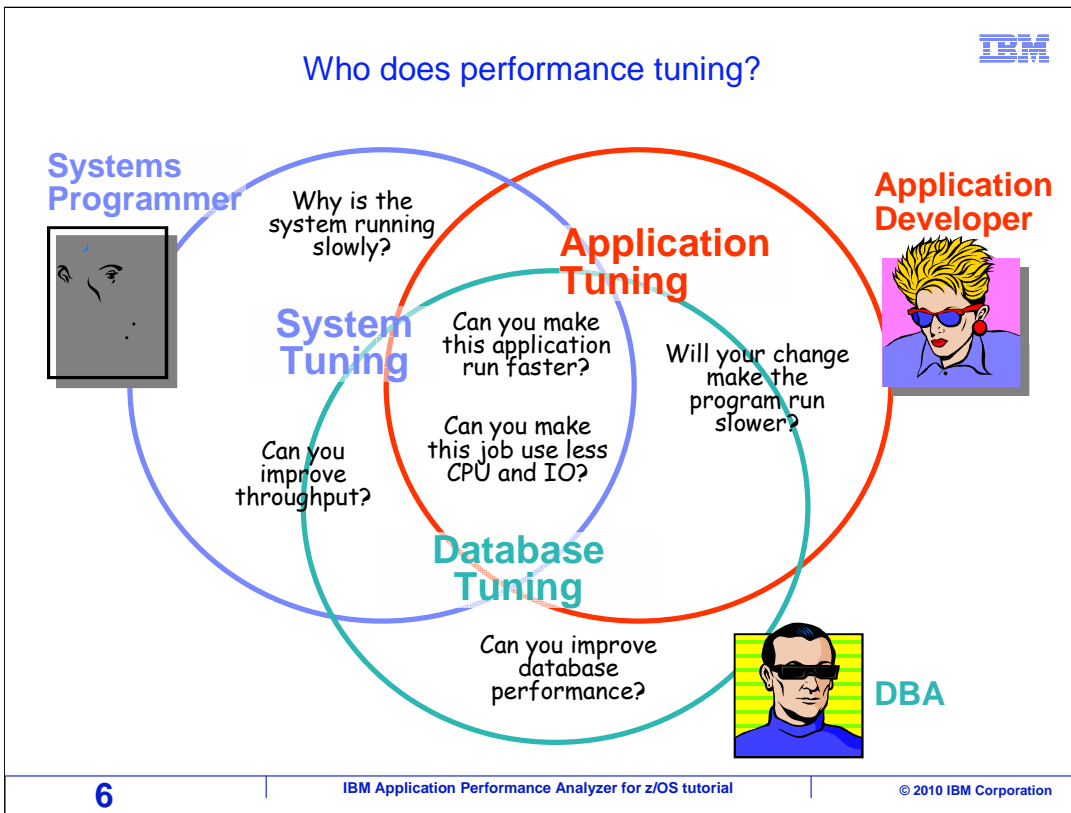 Who does performance tuning?
IBM
Systems
Programmer
Why is the
system running
slowly?
Application
Tuning
Application
Developer
System
Tuning
Can you make
this application
run faster?
Will your change
make the
program run
slower?
Can you
improve
throughput?
Can you make
this job use less
CPU and IO?
Database
Tuning
Can you improve
database
performance?
DBA
6
IBM Application Performance Analyzer for z/OS tutorial
© 2010 IBM Corporation